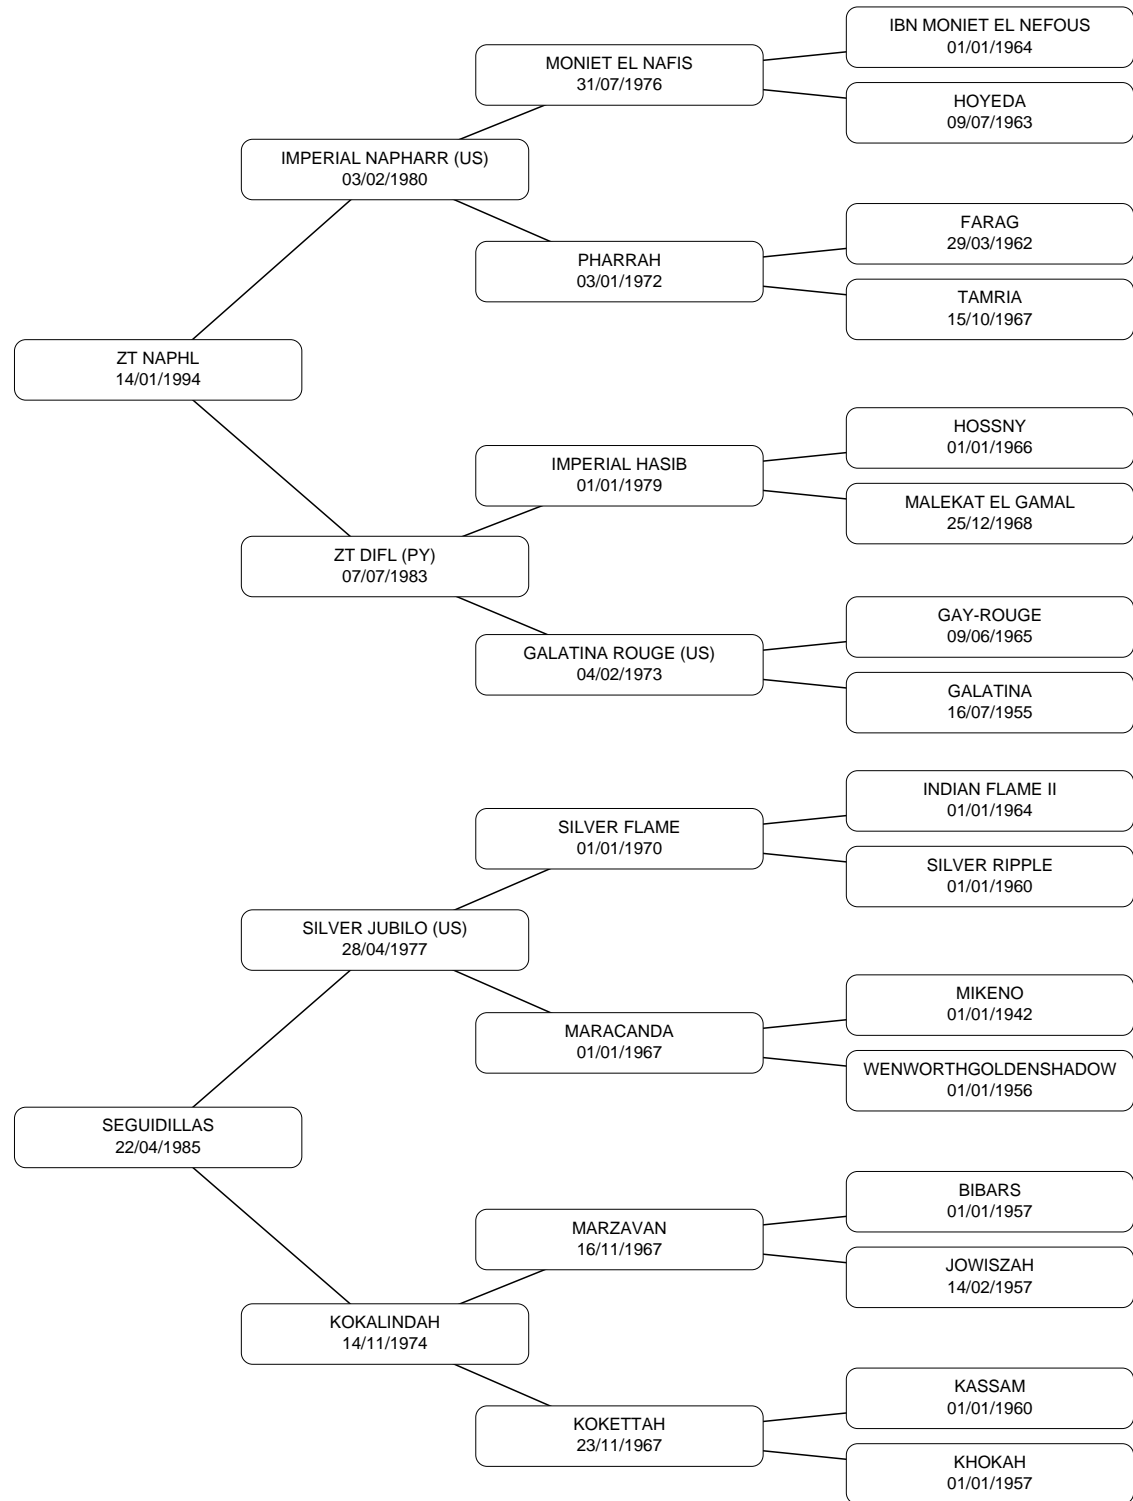 IBN MONIET EL NEFOUS
01/01/1964
MONIET EL NAFIS
31/07/1976
HOYEDA
09/07/1963
IMPERIAL NAPHARR (US)
03/02/1980
FARAG
29/03/1962
PHARRAH
03/01/1972
TAMRIA
15/10/1967
ZT NAPHL
14/01/1994
HOSSNY
01/01/1966
IMPERIAL HASIB
01/01/1979
MALEKAT EL GAMAL
25/12/1968
ZT DIFL (PY)
07/07/1983
GAY-ROUGE
09/06/1965
GALATINA ROUGE (US)
04/02/1973
GALATINA
16/07/1955
INDIAN FLAME II
01/01/1964
SILVER FLAME
01/01/1970
SILVER RIPPLE
01/01/1960
SILVER JUBILO (US)
28/04/1977
MIKENO
01/01/1942
MARACANDA
01/01/1967
WENWORTHGOLDENSHADOW
01/01/1956
SEGUIDILLAS
22/04/1985
BIBARS
01/01/1957
MARZAVAN
16/11/1967
JOWISZAH
14/02/1957
KOKALINDAH
14/11/1974
KASSAM
01/01/1960
KOKETTAH
23/11/1967
KHOKAH
01/01/1957